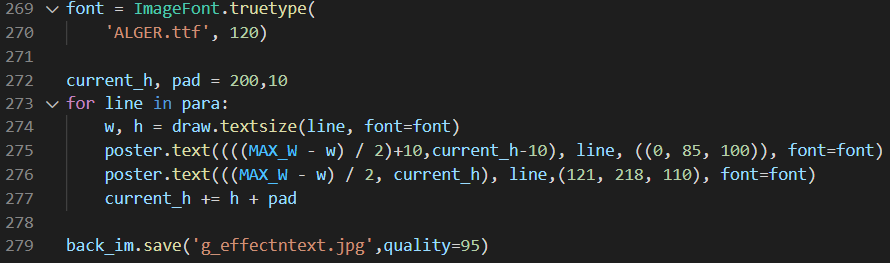 269 font = ImageFont.truetype(
270     'ALGER.ttf', 120)
271
272 current_h, pad = 200,10
273 for line in para:
274     w, h = draw.textsize(line, font=font)
275     poster.text((((MAX_W - w) / 2)+10,current_h-10), line, ((0, 85, 100)), font=font)
276     poster.text(((MAX_W - w) / 2, current_h), line,(121, 218, 110), font=font)
277     current_h += h + pad
278
279 back_im.save('g_effectntext.jpg',quality=95)